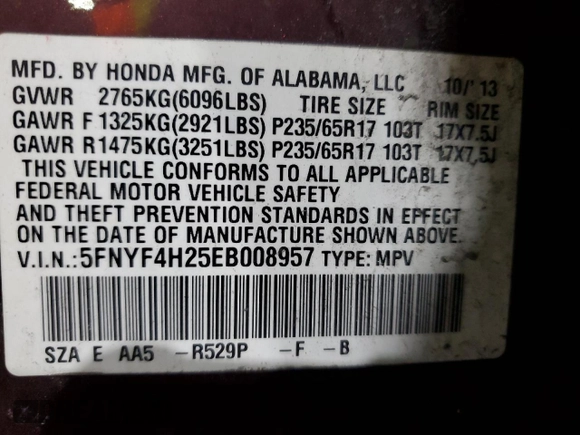 MFD. BY HONDA MFG. OF ALABAMA, LLC 10/'13
GVWR 2765KG(6096LBS) TIRE SIZE RIM SIZE
GAWR F 1325KG(2921LBS) P235/65R17 103T 17X7.5J
GAWR R1475KG(3251LBS) P235/65R17 103T 17X7.5J
THIS VEHICLE CONFORMS TO ALL APPLICABLE
FEDERAL MOTOR VEHICLE SAFETY
AND THEFT PREVENTION STANDARDS IN EFFECT
ON THE DATE OF MANUFACTURE SHOWN ABOVE.
V.I.N.:5FNYF4H25EB008957 TYPE: MPV
SZA E AA5 -R529P -F -B